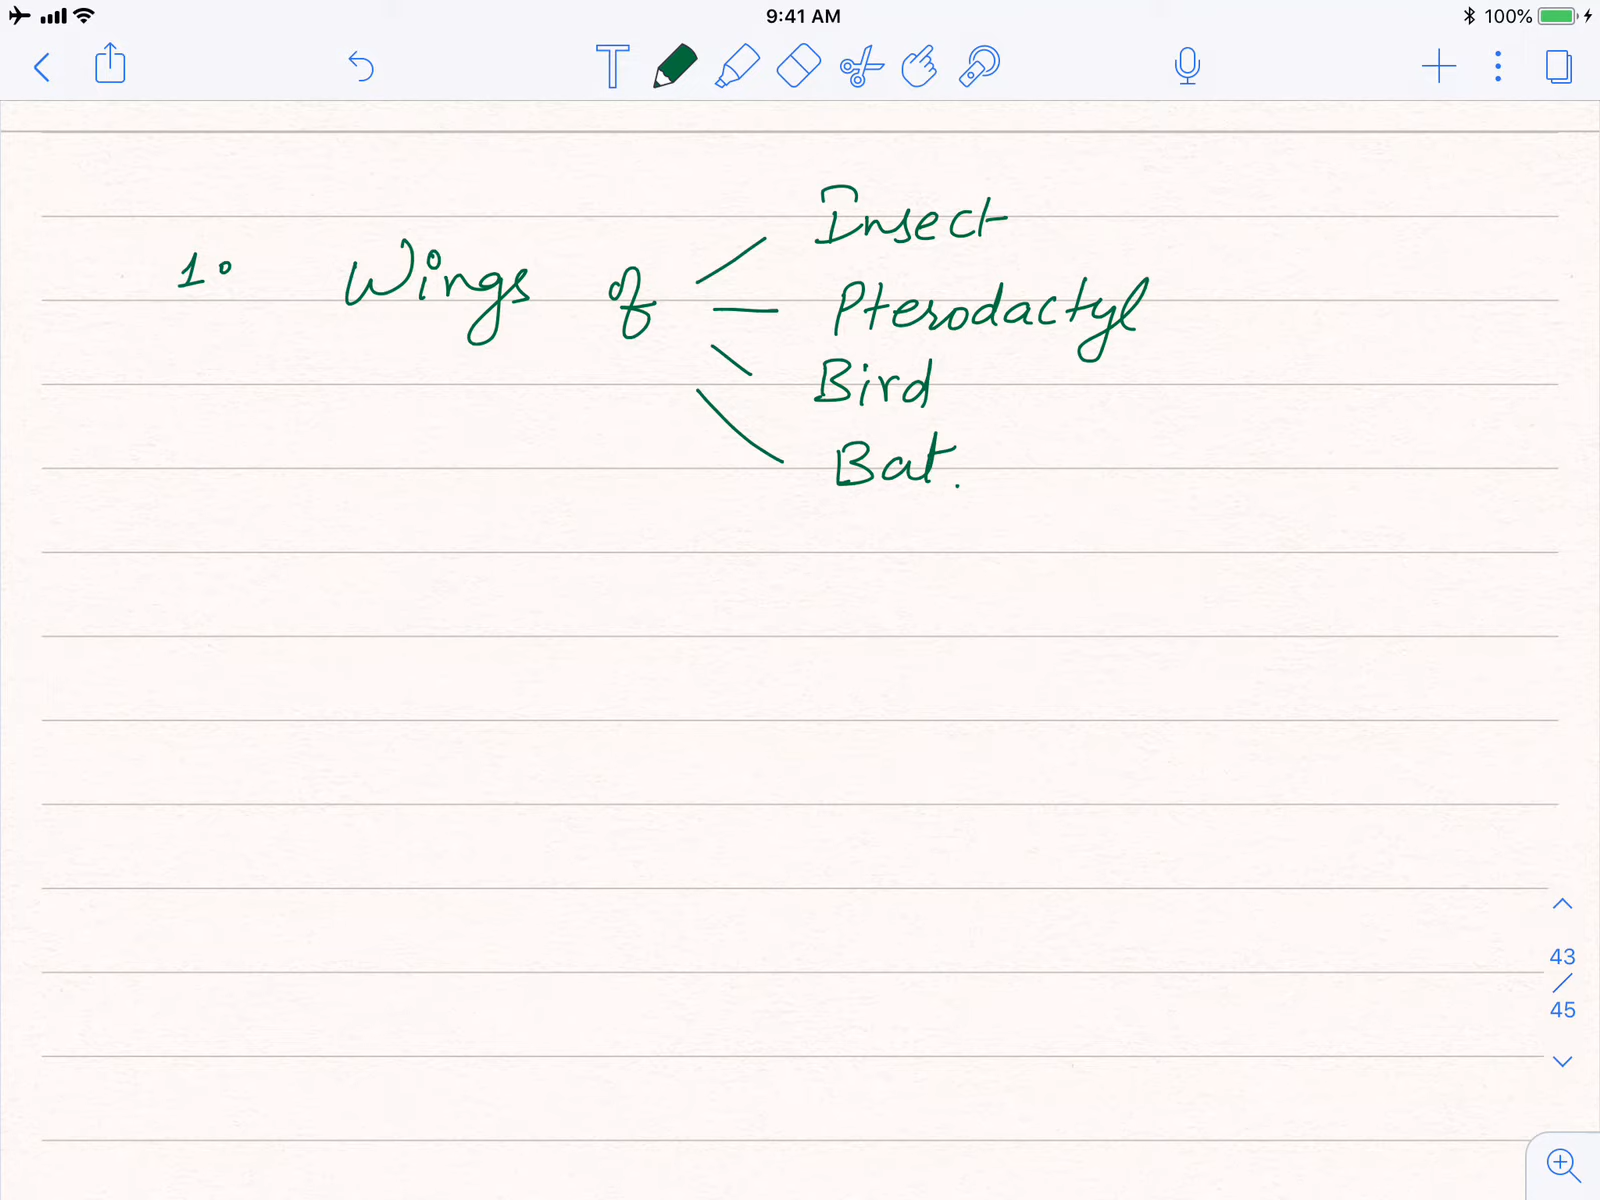 9:41 AM
100%
T
Insect
1. Wings of
Pterodactyl
Bird
Bat.
43
/
45